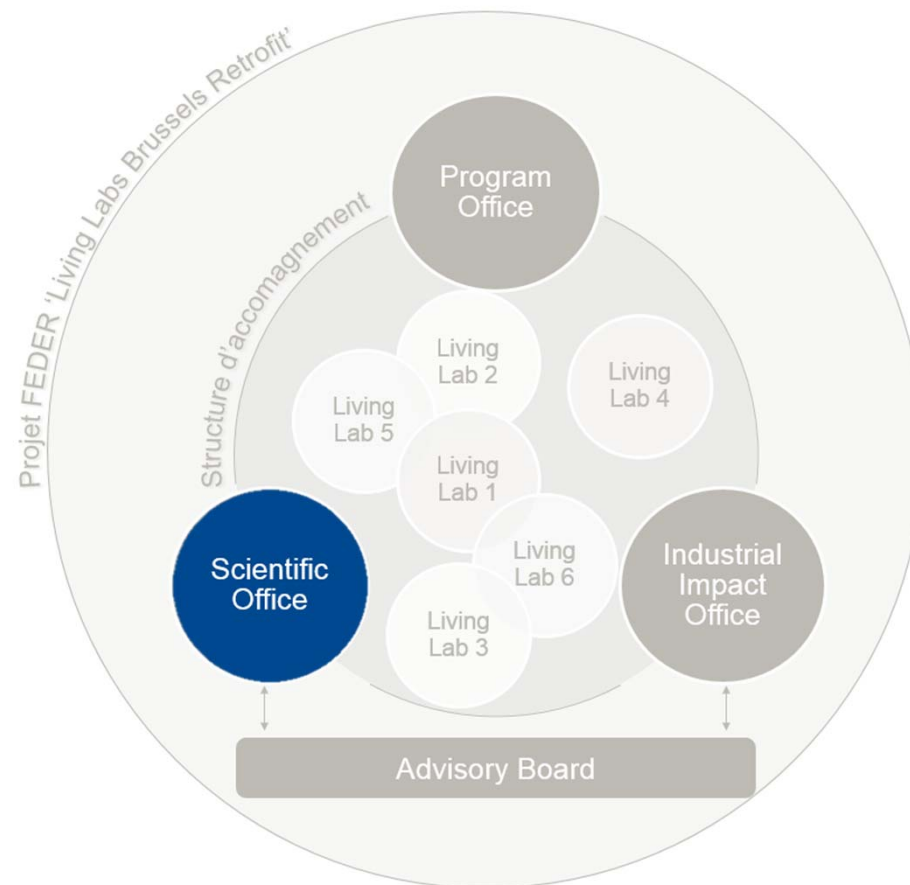 Projet FEDER ‘Living Labs Brussels Retrofit’
Structure d’accomagnement
Program
Office
Living
Lab 2
Living
Lab 4
Living
Lab 5
Living
Lab 1
Scientific
Office
Living
Lab 6
Industrial
Impact
Office
Living
Lab 3
Advisory Board